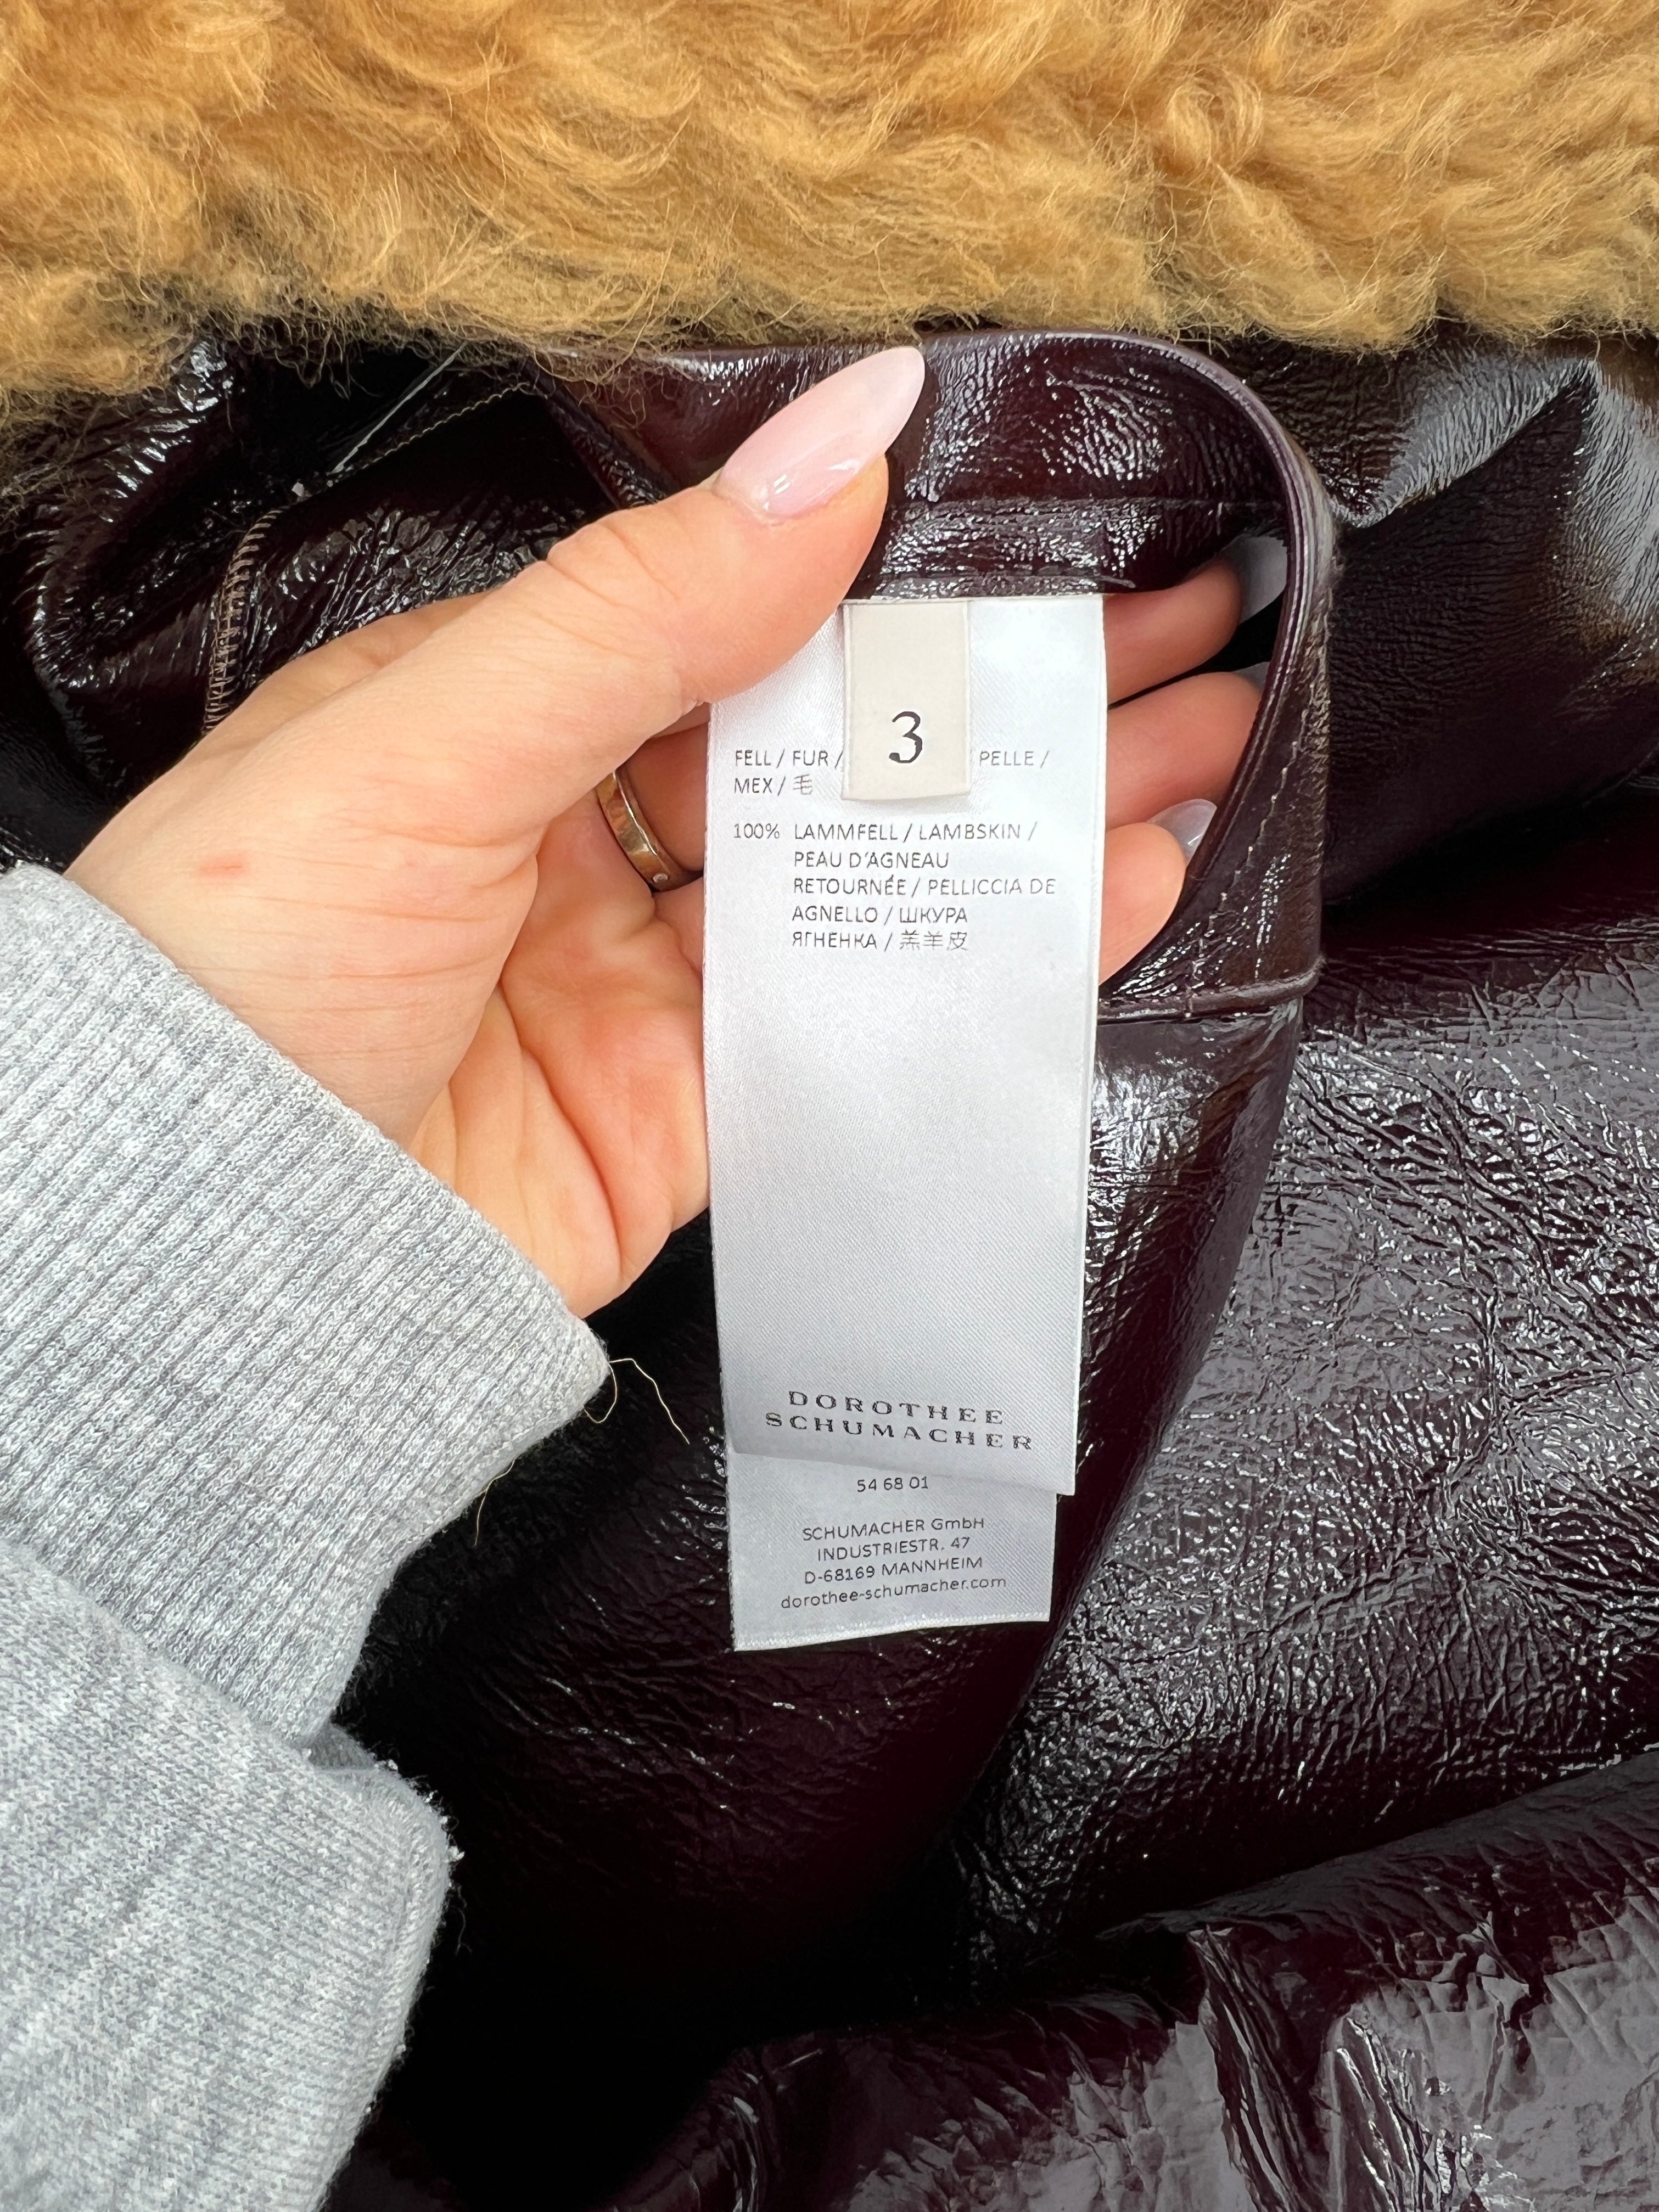 3
FELL / FUR / PELLE /
MEX / 毛
100% LAMMFELL / LAMBSKIN /
PEAU D'AGNEAU
RETOURNÉE / PELLICCIA DE
AGNELLO / ШКУРА
ЯГНЕНКА / 羔羊皮
DOROTHEE
SCHUMACHER
54 68 01
SCHUMACHER GmbH
INDUSTRIESTR. 47
D-68169 MANNHEIM
dorothee-schumacher.com